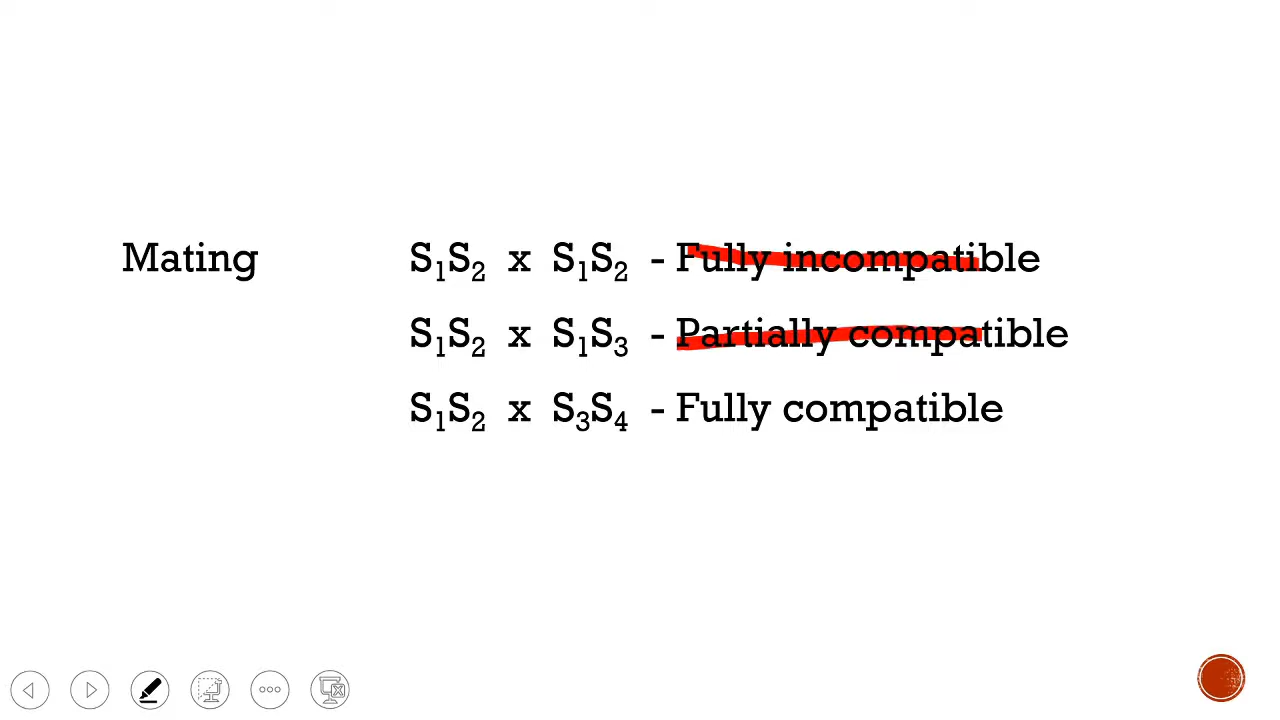 Mating S₁S₂ x S₁S₂ - Fully incompatible
S₁S₂ x S₁S₃ - Partially compatible
S₁S₂ x S₃S₄ - Fully compatible